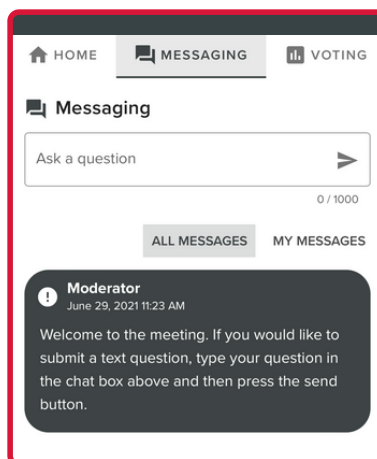 HOME MESSAGING VOTING
Messaging
Ask a question
0 / 1000
ALL MESSAGES MY MESSAGES
Moderator
June 29, 2021 11:23 AM
Welcome to the meeting. If you would like to
submit a text question, type your question in
the chat box above and then press the send
button.